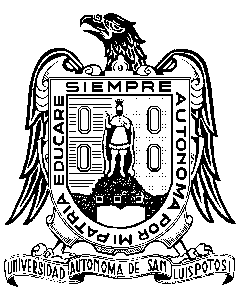 SIEMPRE AUTONOMA POR MI PATRIA EDUCARE
UNIVERSIDAD AUTONOMA DE SAN LUIS POTOSI